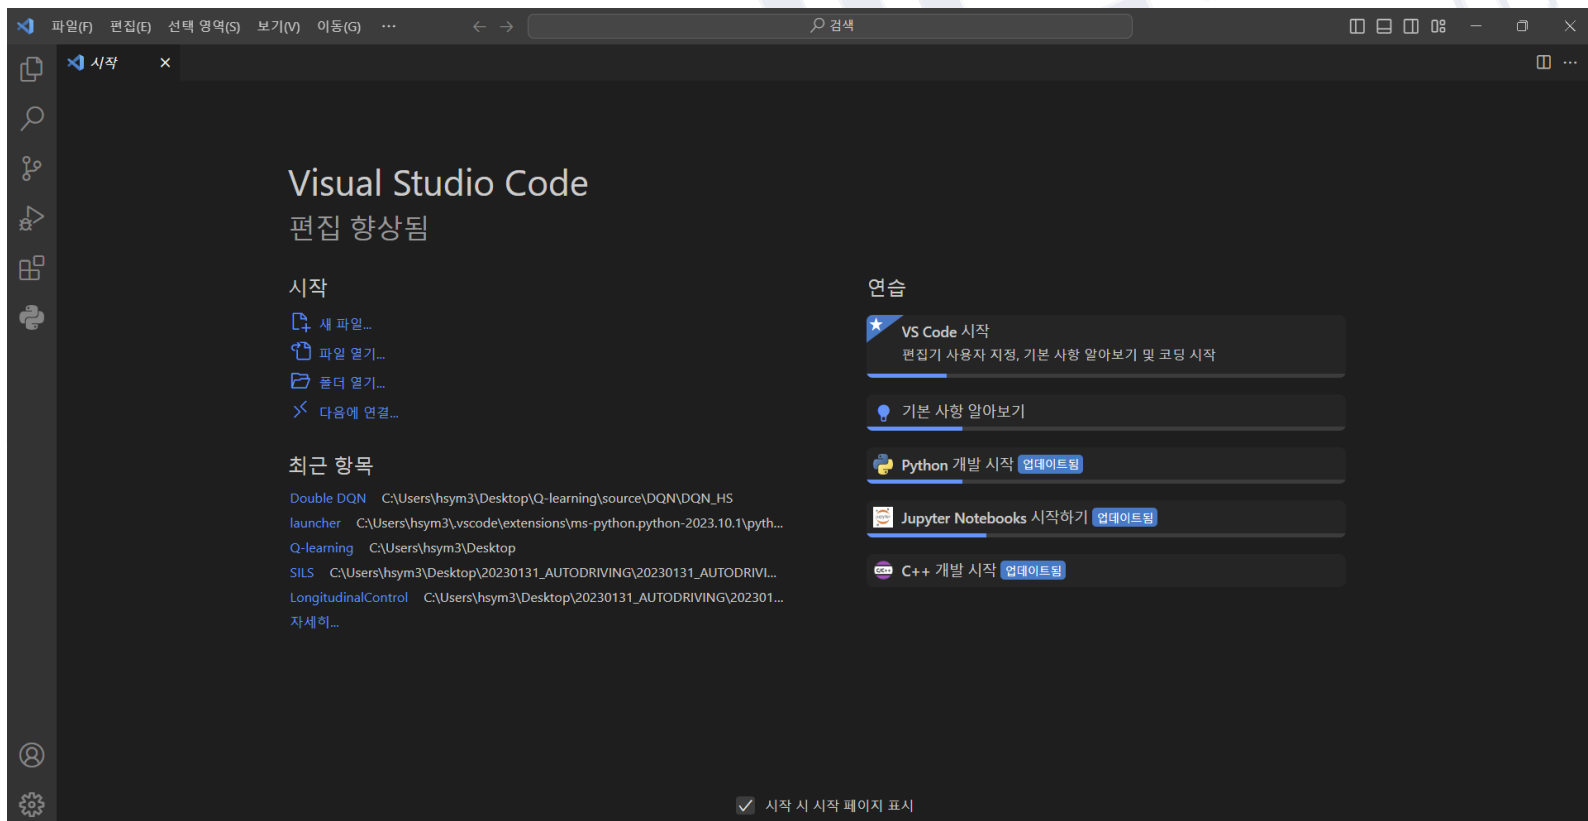 파일(F) 편집(E) 선택 영역(S) 보기(V) 이동(G) ··· 검색
시작
Visual Studio Code
편집 향상됨
시작
새 파일...
파일 열기...
폴더 열기...
다음에 연결...
최근 항목
Double DQN C:\Users\hsym3\Desktop\Q-learning\source\DQN\DQN_HS
launcher C:\Users\hsym3\.vscode\extensions\ms-python.python-2023.10.1\pyth...
Q-learning C:\Users\hsym3\Desktop
SILS C:\Users\hsym3\Desktop\20230131_AUTODRIVING\20230131_AUTODRIVI...
LongitudinalControl C:\Users\hsym3\Desktop\20230131_AUTODRIVING\202301...
자세히...
연습
VS Code 시작
편집기 사용자 지정, 기본 사항 알아보기 및 코딩 시작
기본 사항 알아보기
Python 개발 시작 업데이트됨
Jupyter Notebooks 시작하기 업데이트됨
C/C++ C++ 개발 시작 업데이트됨
시작 시 시작 페이지 표시